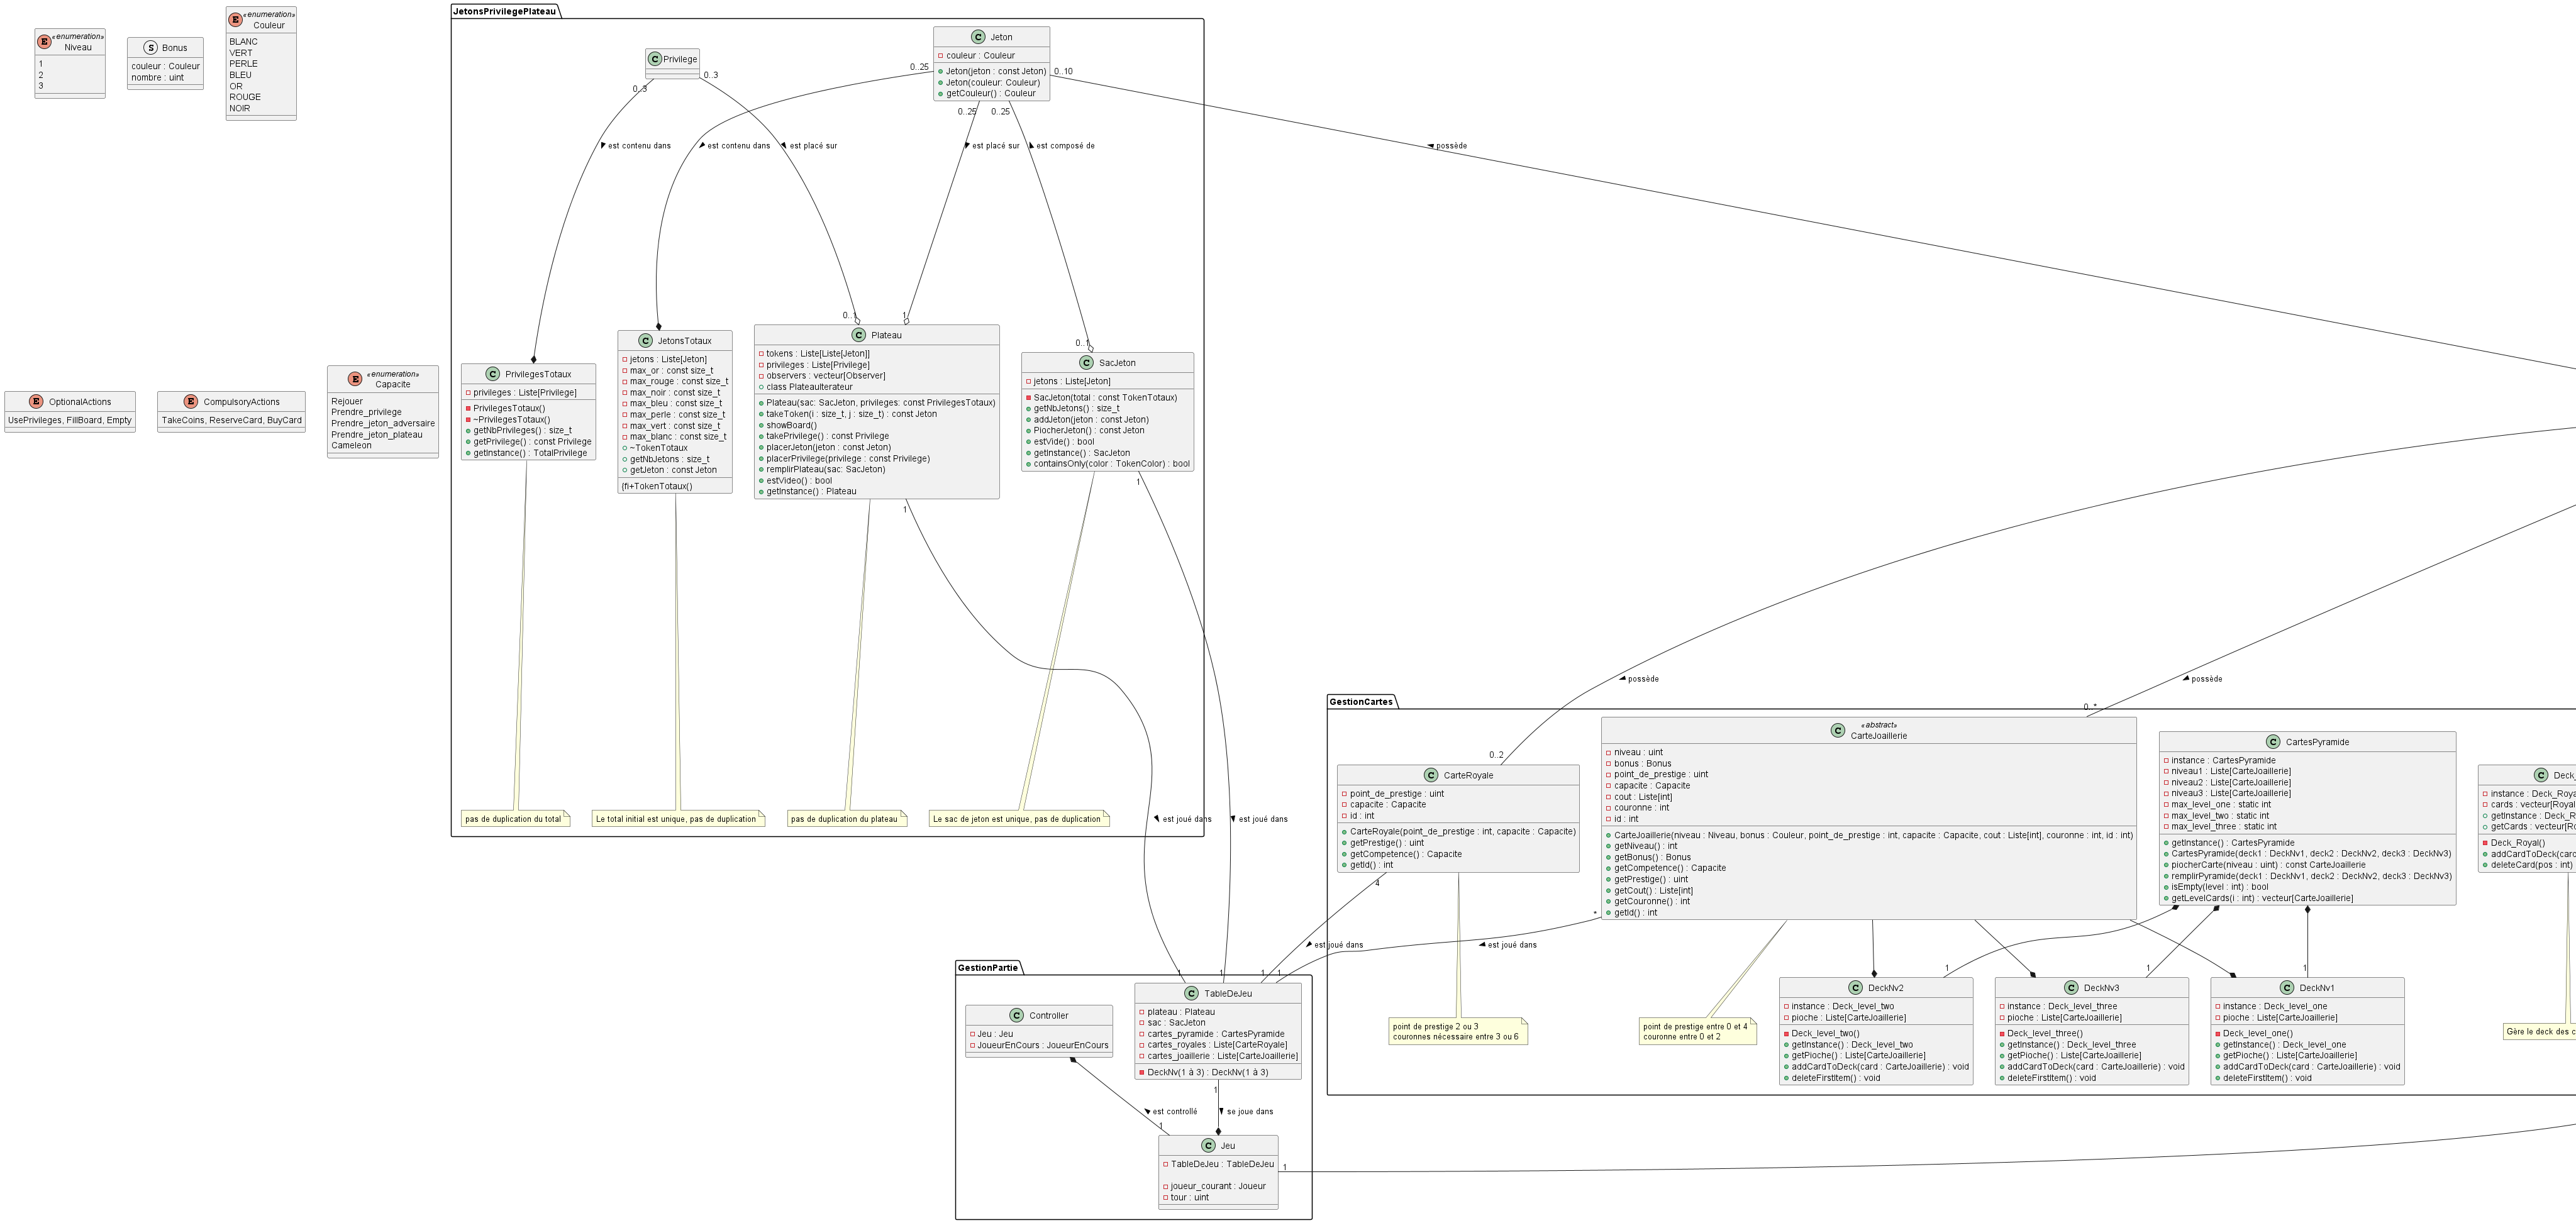 «enumeration»
Niveau
1
2
3
Bonus
couleur : Couleur
nombre : uint
«enumeration»
Couleur
BLANC
VERT
PERLE
BLEU
OR
ROUGE
NOIR
OptionalActions
UsePrivileges, FillBoard, Empty
CompulsoryActions
TakeCoins, ReserveCard, BuyCard
«enumeration»
Capacite
Rejouer
Prendre_privilege
Prendre_jeton_adversaire
Prendre_jeton_plateau
Cameleon
JetonsPrivilegePlateau
Privilege
0..3
0..3
Jeton
couleur : Couleur
Jeton(jeton : const Jeton)
Jeton(couleur: Couleur)
getCouleur() : Couleur
0..25
0..10
0..25
0..25
est contenu dans
est contenu dans
est placé sur
est placé sur
est composé de
possède
PrivilegesTotaux
privileges : Liste[Privilege]
PrivilegesTotaux()
~PrivilegesTotaux()
getNbPrivileges() : size_t
getPrivilege() : const Privilege
getInstance() : TotalPrivilege
JetonsTotaux
jetons : Liste[Jeton]
max_or : const size_t
max_rouge : const size_t
max_noir : const size_t
max_bleu : const size_t
max_perle : const size_t
max_vert : const size_t
max_blanc : const size_t
~TokenTotaux
getNbJetons : size_t
getJeton : const Jeton
{fi+TokenTotaux()
0..1
1
Plateau
tokens : Liste[Liste[Jeton]]
privileges : Liste[Privilege]
observers : vecteur[Observer]
class PlateauIterateur
Plateau(sac: SacJeton, privileges: const PrivilegesTotaux)
takeToken(i : size_t, j : size_t) : const Jeton
showBoard()
takePrivilege() : const Privilege
placerJeton(jeton : const Jeton)
placerPrivilege(privilege : const Privilege)
remplirPlateau(sac: SacJeton)
estVideo() : bool
getInstance() : Plateau
1
0..1
SacJeton
jetons : Liste[Jeton]
SacJeton(total : const TokenTotaux)
getNbJetons() : size_t
addJeton(jeton : const Jeton)
PiocherJeton() : const Jeton
estVide() : bool
getInstance() : SacJeton
containsOnly(color : TokenColor) : bool
1
pas de duplication du total
Le total initial est unique, pas de duplication
pas de duplication du plateau
Le sac de jeton est unique, pas de duplication
est joué dans
est joué dans
possède
possède
GestionCartes
0..2
CarteRoyale
point_de_prestige : uint
capacite : Capacite
id : int
CarteRoyale(point_de_prestige : int, capacite : Capacite)
getPrestige() : uint
getCompetence() : Capacite
getId() : int
4
0..*
«abstract»
CarteJoaillerie
niveau : uint
bonus : Bonus
point_de_prestige : uint
capacite : Capacite
cout : Liste[int]
couronne : int
id : int
CarteJoaillerie(niveau : Niveau, bonus : Couleur, point_de_prestige : int, capacite : Capacite, cout : Liste[int], couronne : int, id : int)
getNiveau() : int
getBonus() : Bonus
getCompetence() : Capacite
getPrestige() : uint
getCout() : Liste[int]
getCouronne() : int
getId() : int
*
CartesPyramide
instance : CartesPyramide
niveau1 : Liste[CarteJoaillerie]
niveau2 : Liste[CarteJoaillerie]
niveau3 : Liste[CarteJoaillerie]
max_level_one : static int
max_level_two : static int
max_level_three : static int
getInstance() : CartesPyramide
CartesPyramide(deck1 : DeckNv1, deck2 : DeckNv2, deck3 : DeckNv3)
piocherCarte(niveau : uint) : const CarteJoaillerie
remplirPyramide(deck1 : DeckNv1, deck2 : DeckNv2, deck3 : DeckNv3)
isEmpty(level : int) : bool
getLevelCards(i : int) : vecteur[CarteJoaillerie]
Deck_
instance : Deck_Roya
cards : vecteur[Royal
getInstance : Deck_R
getCards : vecteur[Ro
Deck_Royal()
addCardToDeck(card
deleteCard(pos : int)
est joué dans
est joué dans
point de prestige 2 ou 3
couronnes nécessaire entre 3 ou 6
point de prestige entre 0 et 4
couronne entre 0 et 2
1
DeckNv2
instance : Deck_level_two
pioche : Liste[CarteJoaillerie]
Deck_level_two()
getInstance() : Deck_level_two
getPioche() : Liste[CarteJoaillerie]
addCardToDeck(card : CarteJoaillerie) : void
deleteFirstItem() : void
1
DeckNv3
instance : Deck_level_three
pioche : Liste[CarteJoaillerie]
Deck_level_three()
getInstance() : Deck_level_three
getPioche() : Liste[CarteJoaillerie]
addCardToDeck(card : CarteJoaillerie) : void
deleteFirstItem() : void
1
DeckNv1
instance : Deck_level_one
pioche : Liste[CarteJoaillerie]
Deck_level_one()
getInstance() : Deck_level_one
getPioche() : Liste[CarteJoaillerie]
addCardToDeck(card : CarteJoaillerie) : void
deleteFirstItem() : void
Gère le deck des c
GestionPartie
Controller
Jeu : Jeu
JoueurEnCours : JoueurEnCours
1
1
1
1
TableDeJeu
plateau : Plateau
sac : SacJeton
cartes_pyramide : CartesPyramide
cartes_royales : Liste[CarteRoyale]
cartes_joaillerie : Liste[CarteJoaillerie]
DeckNv(1 à 3) : DeckNv(1 à 3)
1
est controllé
se joue dans
1
Jeu
TableDeJeu : TableDeJeu
joueur_courant : Joueur
tour : uint
1